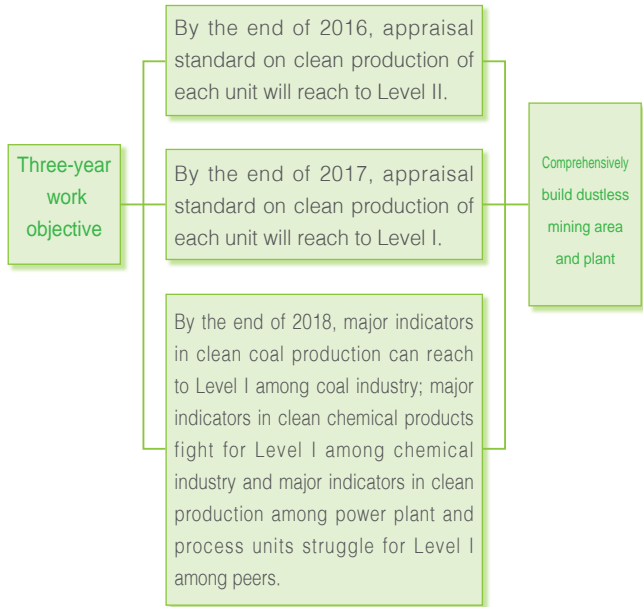 Three-year
work
objective
By the end of 2016, appraisal
standard on clean production of
each unit will reach to Level II.
By the end of 2017, appraisal
standard on clean production of
each unit will reach to Level I.
By the end of 2018, major indicators
in clean coal production can reach
to Level I among coal industry; major
indicators in clean chemical products
fight for Level I among chemical
industry and major indicators in clean
production among power plant and
process units struggle for Level I
among peers.
Comprehensively
build dustless
mining area
and plant